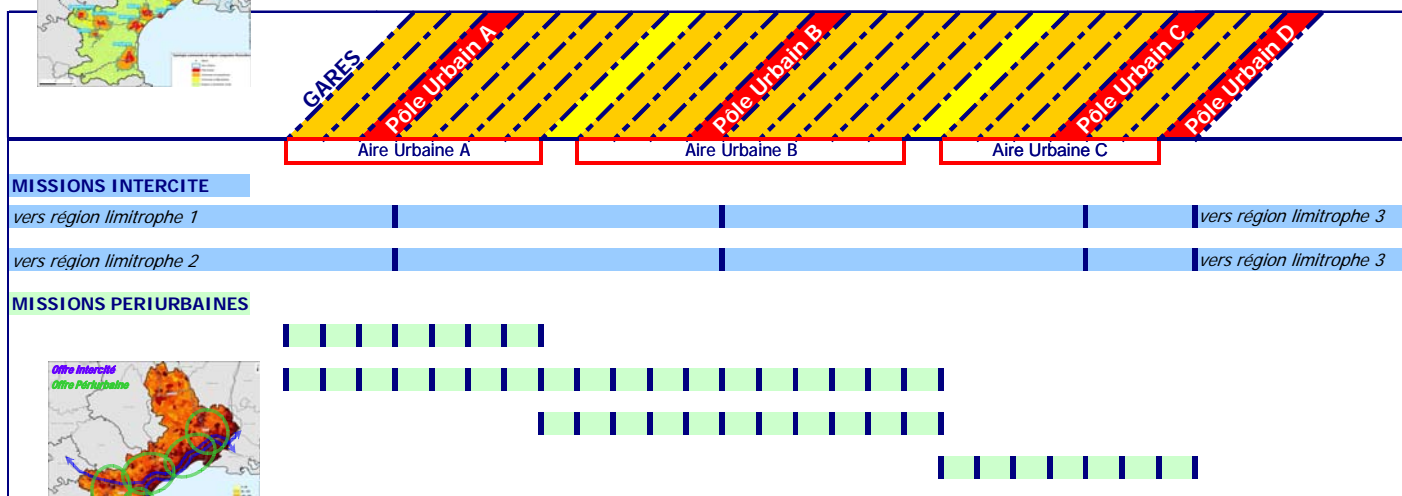 GARES
Pôle Urbain A
Pôle Urbain B
Pôle Urbain C
Pôle Urbain D
Aire Urbaine A
Aire Urbaine B
Aire Urbaine C
MISSIONS INTERCITE
vers région limitrophe 1
vers région limitrophe 3
vers région limitrophe 2
vers région limitrophe 3
MISSIONS PERIURBAINES
Offre Intercité
Offre Périurbaine